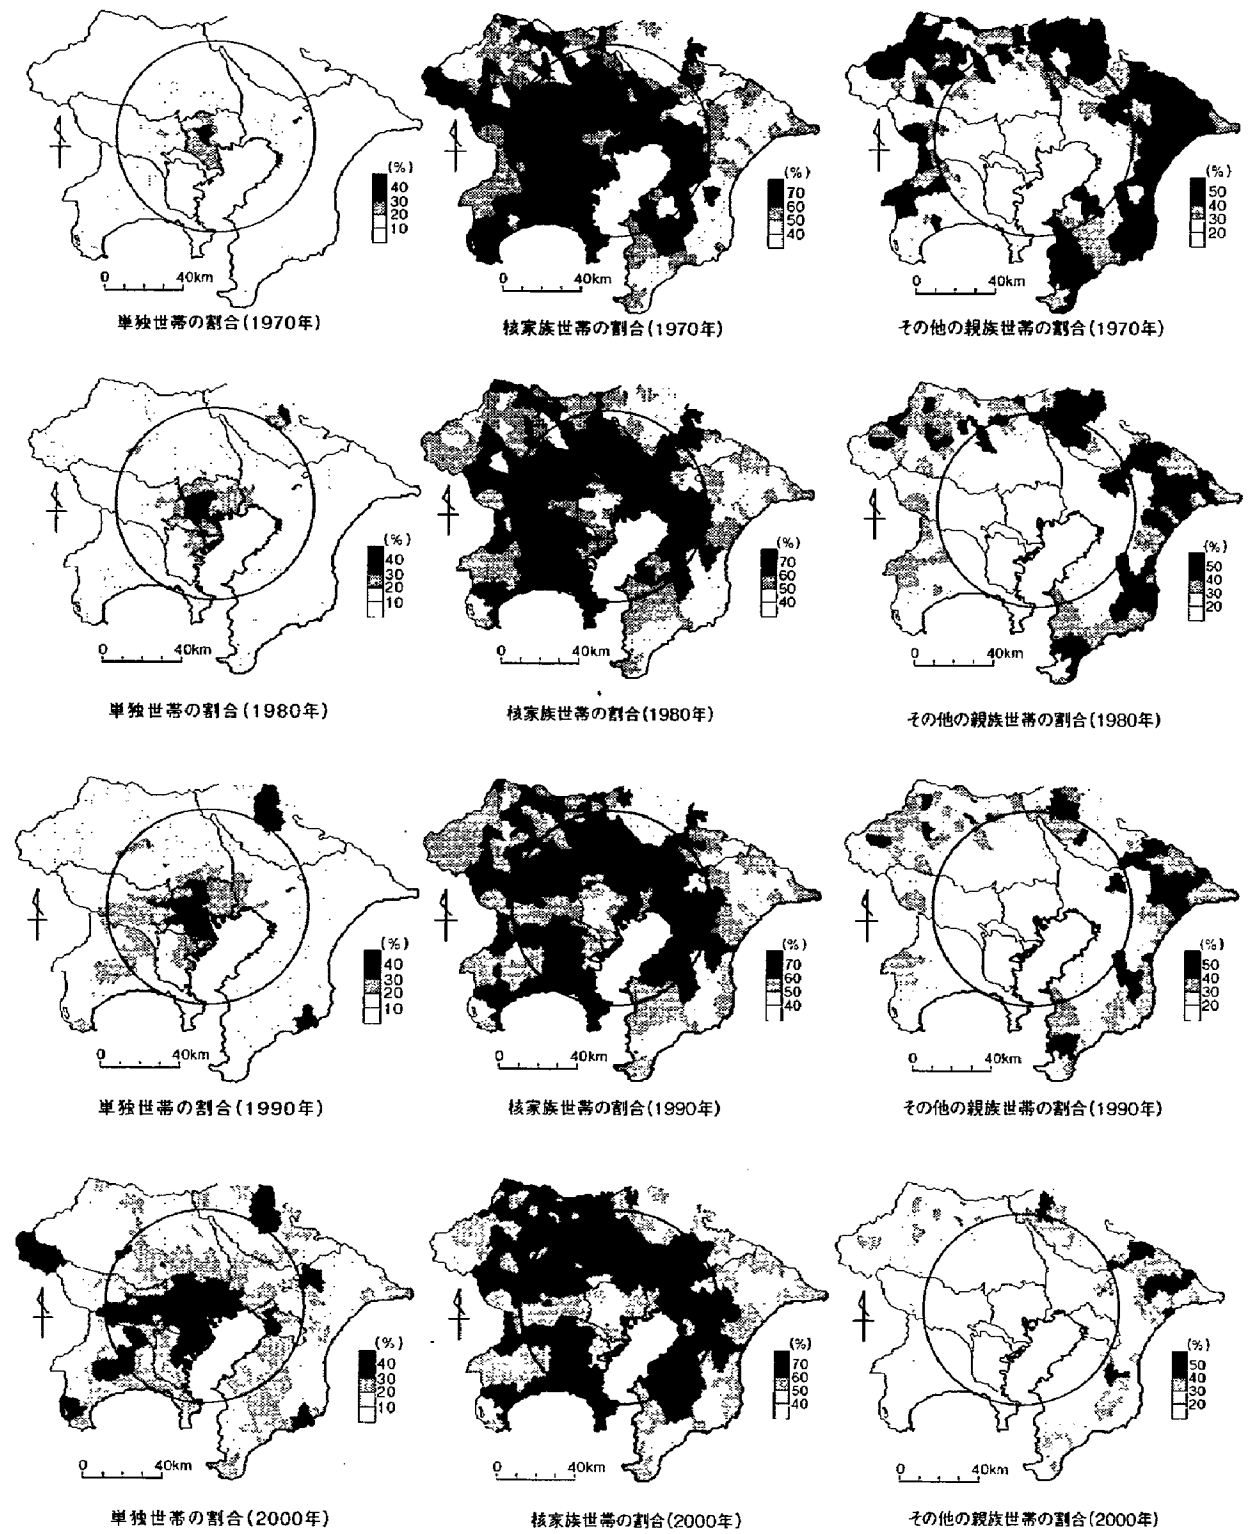 (%)
40
30
20
10
0 40km
単独世帯の割合(1970年)
(%)
70
60
50
40
0 40km
核家族世帯の割合(1970年)
(%)
50
40
30
20
0 40km
その他の親族世帯の割合(1970年)
(%)
40
30
20
10
0 40km
単独世帯の割合(1980年)
(%)
70
60
50
40
0 40km
核家族世帯の割合(1980年)
(%)
50
40
30
20
0 40km
その他の親族世帯の割合(1980年)
(%)
40
30
20
10
0 40km
単独世帯の割合(1990年)
(%)
70
60
50
40
0 40km
核家族世帯の割合(1990年)
(%)
50
40
30
20
0 40km
その他の親族世帯の割合(1990年)
(%)
40
30
20
10
0 40km
単独世帯の割合(2000年)
(%)
70
60
50
40
0 40km
核家族世帯の割合(2000年)
(%)
50
40
30
20
0 40km
その他の親族世帯の割合(2000年)